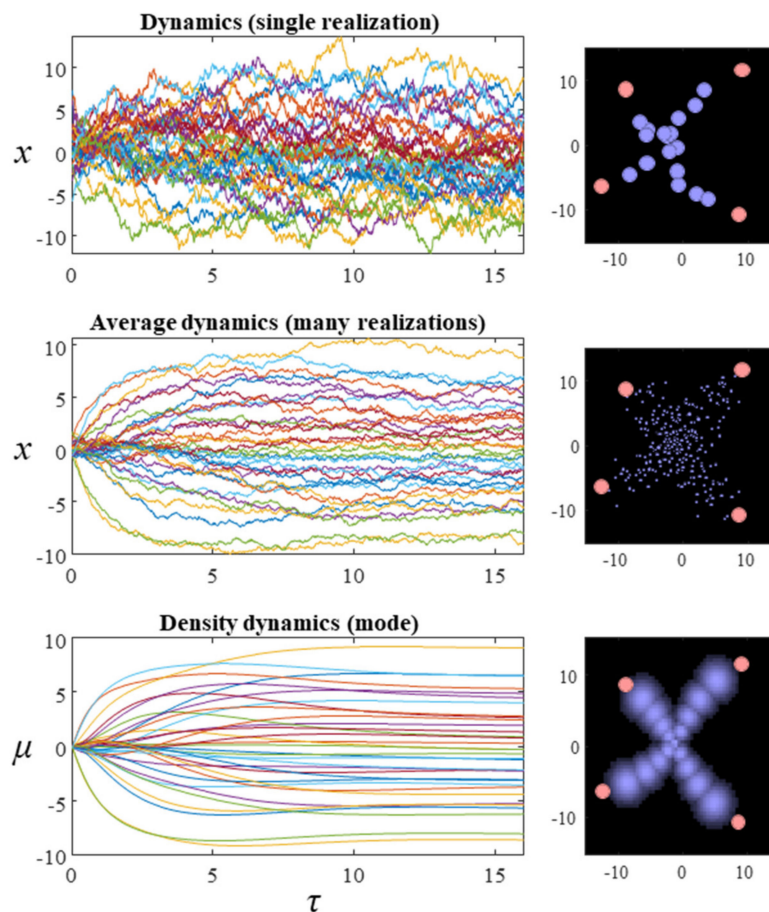 Dynamics (single realization)
10
5
0
-5
-10
x
0 5 10 15
10
0
-10
-10 0 10
Average dynamics (many realizations)
10
5
0
-5
-10
x
0 5 10 15
10
0
-10
-10 0 10
Density dynamics (mode)
10
5
0
-5
-10
μ
0 5 10 15
τ
10
0
-10
-10 0 10